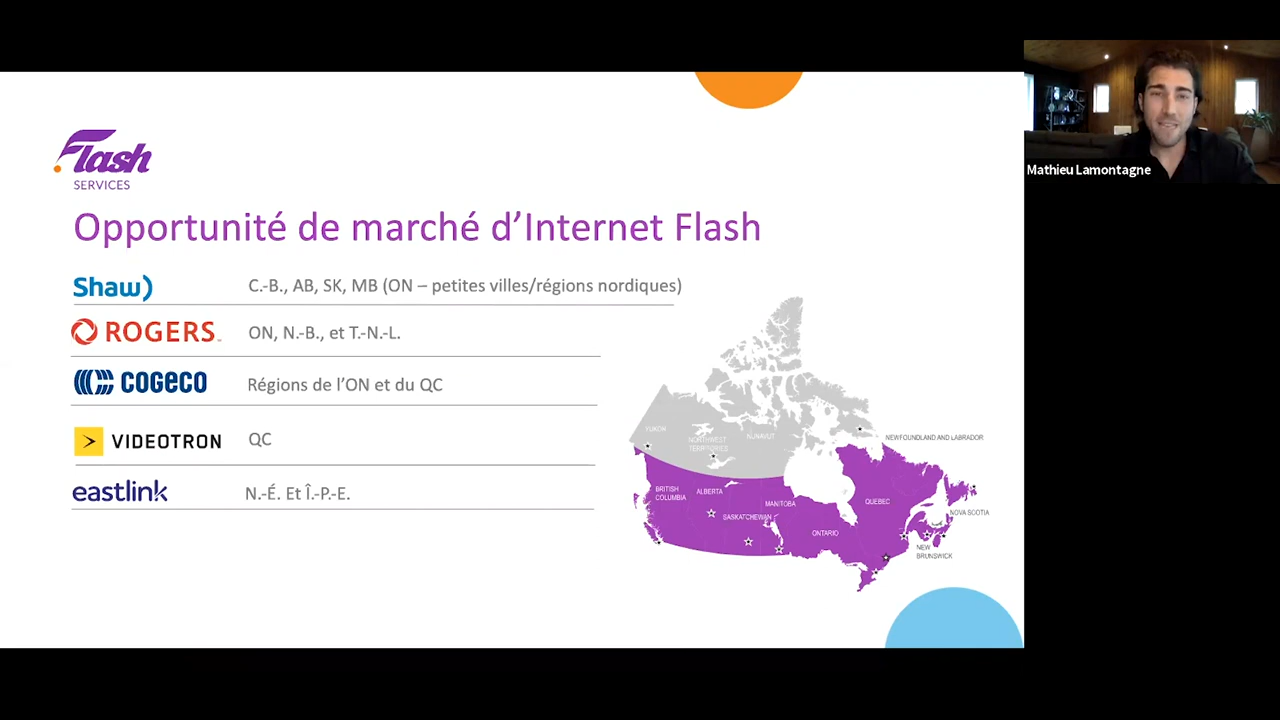 Flash
SERVICES
Opportunité de marché d’Internet Flash
Shaw) C.-B., AB, SK, MB (ON – petites villes/régions nordiques)
ROGERS ON, N.-B., et T.-N.-L.
COGECO Régions de l’ON et du QC
VIDEOTRON QC
eastlink N.-É. Et Î.-P.-E.
YUKON
NORTHWEST
TERRITORIES
NUNAVUT
NEWFOUNDLAND AND LABRADOR
BRITISH
COLUMBIA
ALBERTA
SASKATCHEWAN
MANITOBA
ONTARIO
QUEBEC
NOVA SCOTIA
NEW
BRUNSWICK
Mathieu Lamontagne